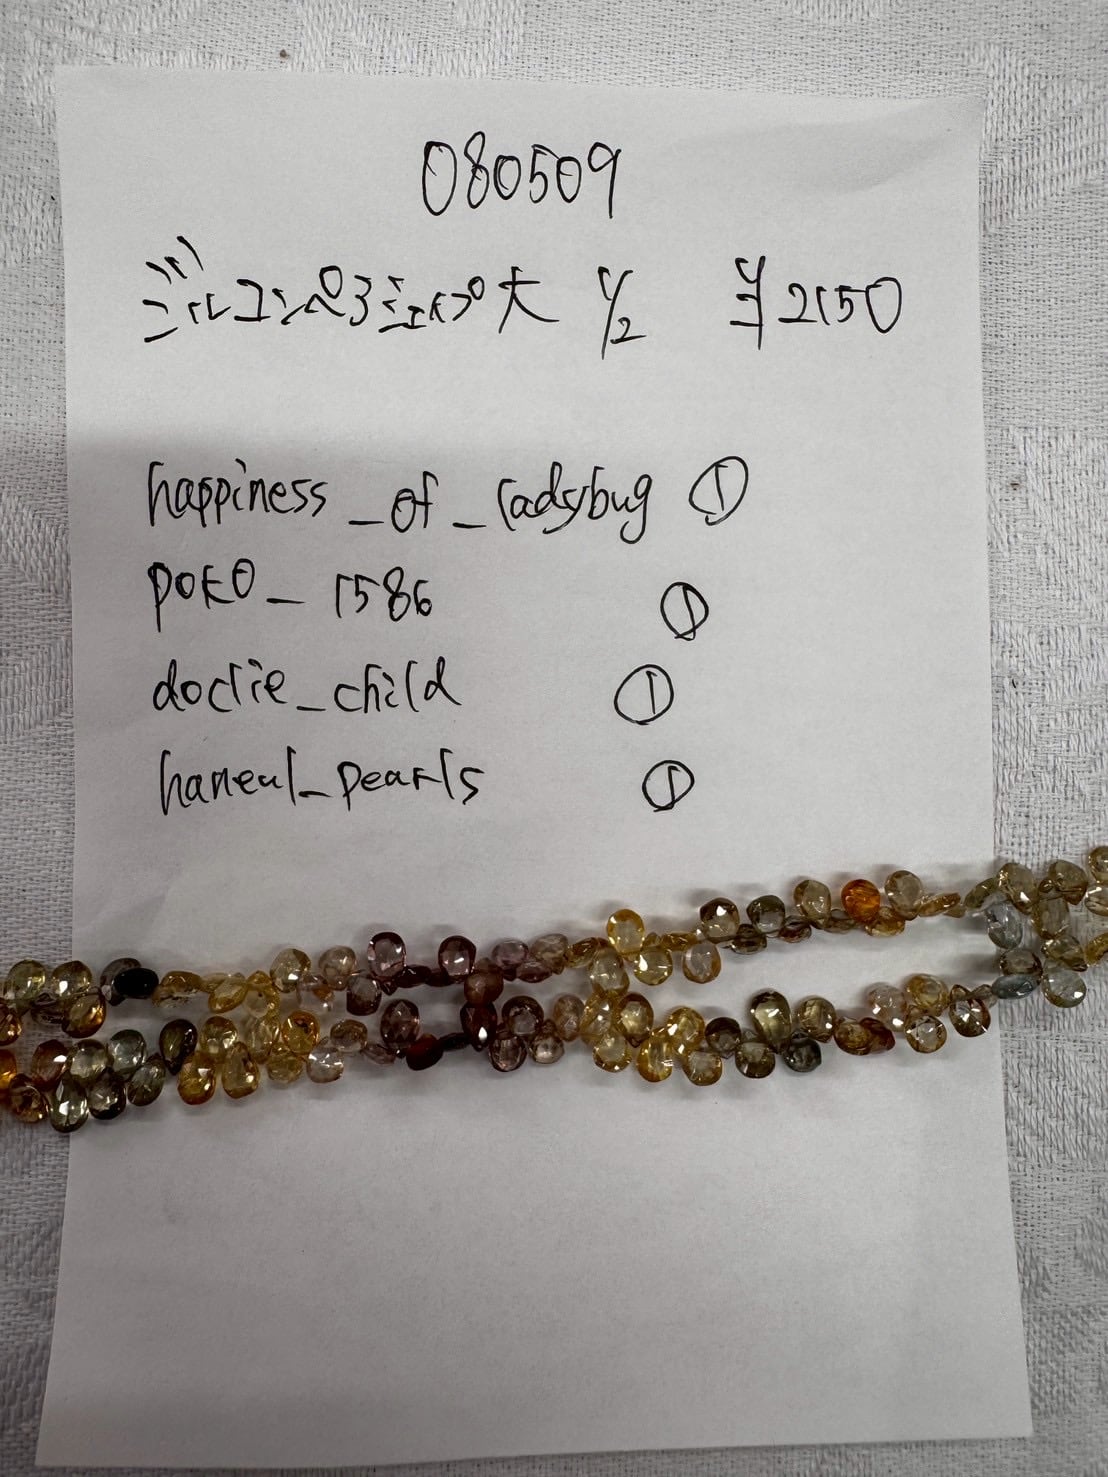 080509
ジルコンペアシェイプ大 1/2 ¥2150
happiness_of_ladybug ①
poko_1586 ①
doclie_child ①
haneul_pearls ①